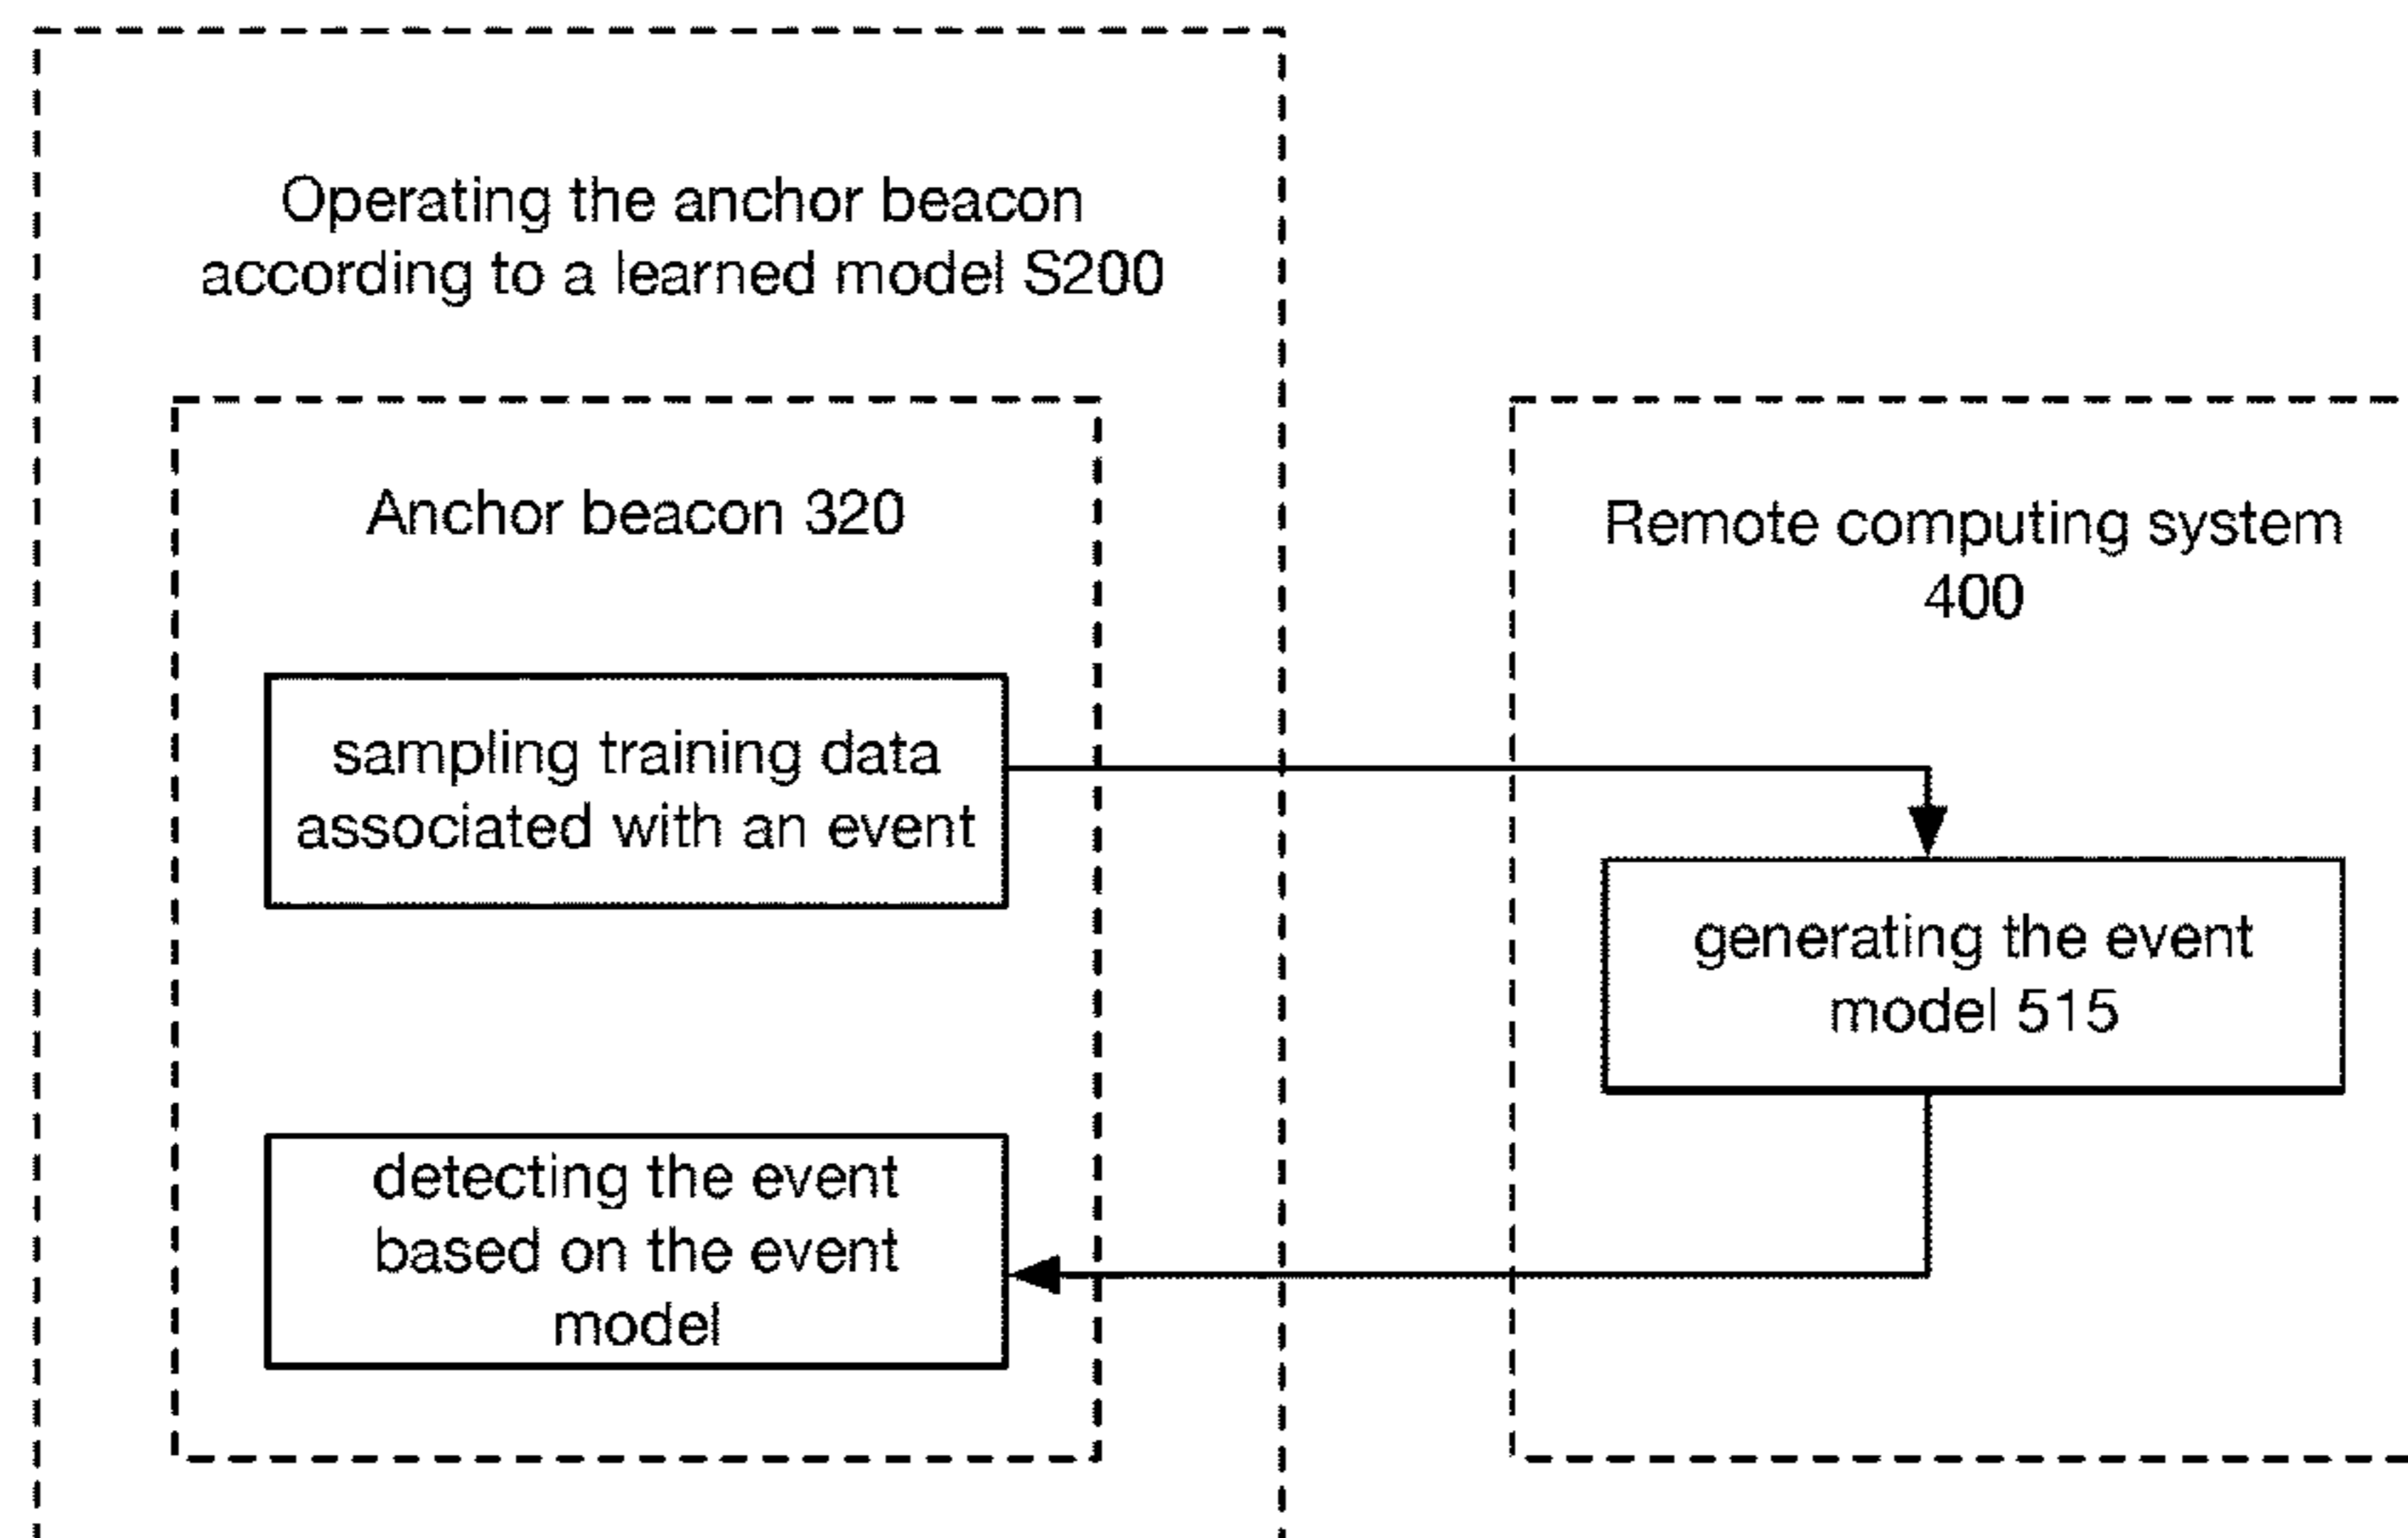 Operating the anchor beacon
according to a learned model S200
Anchor beacon 320
sampling training data
associated with an event
detecting the event
based on the event
model
Remote computing system
400
generating the event
model 515